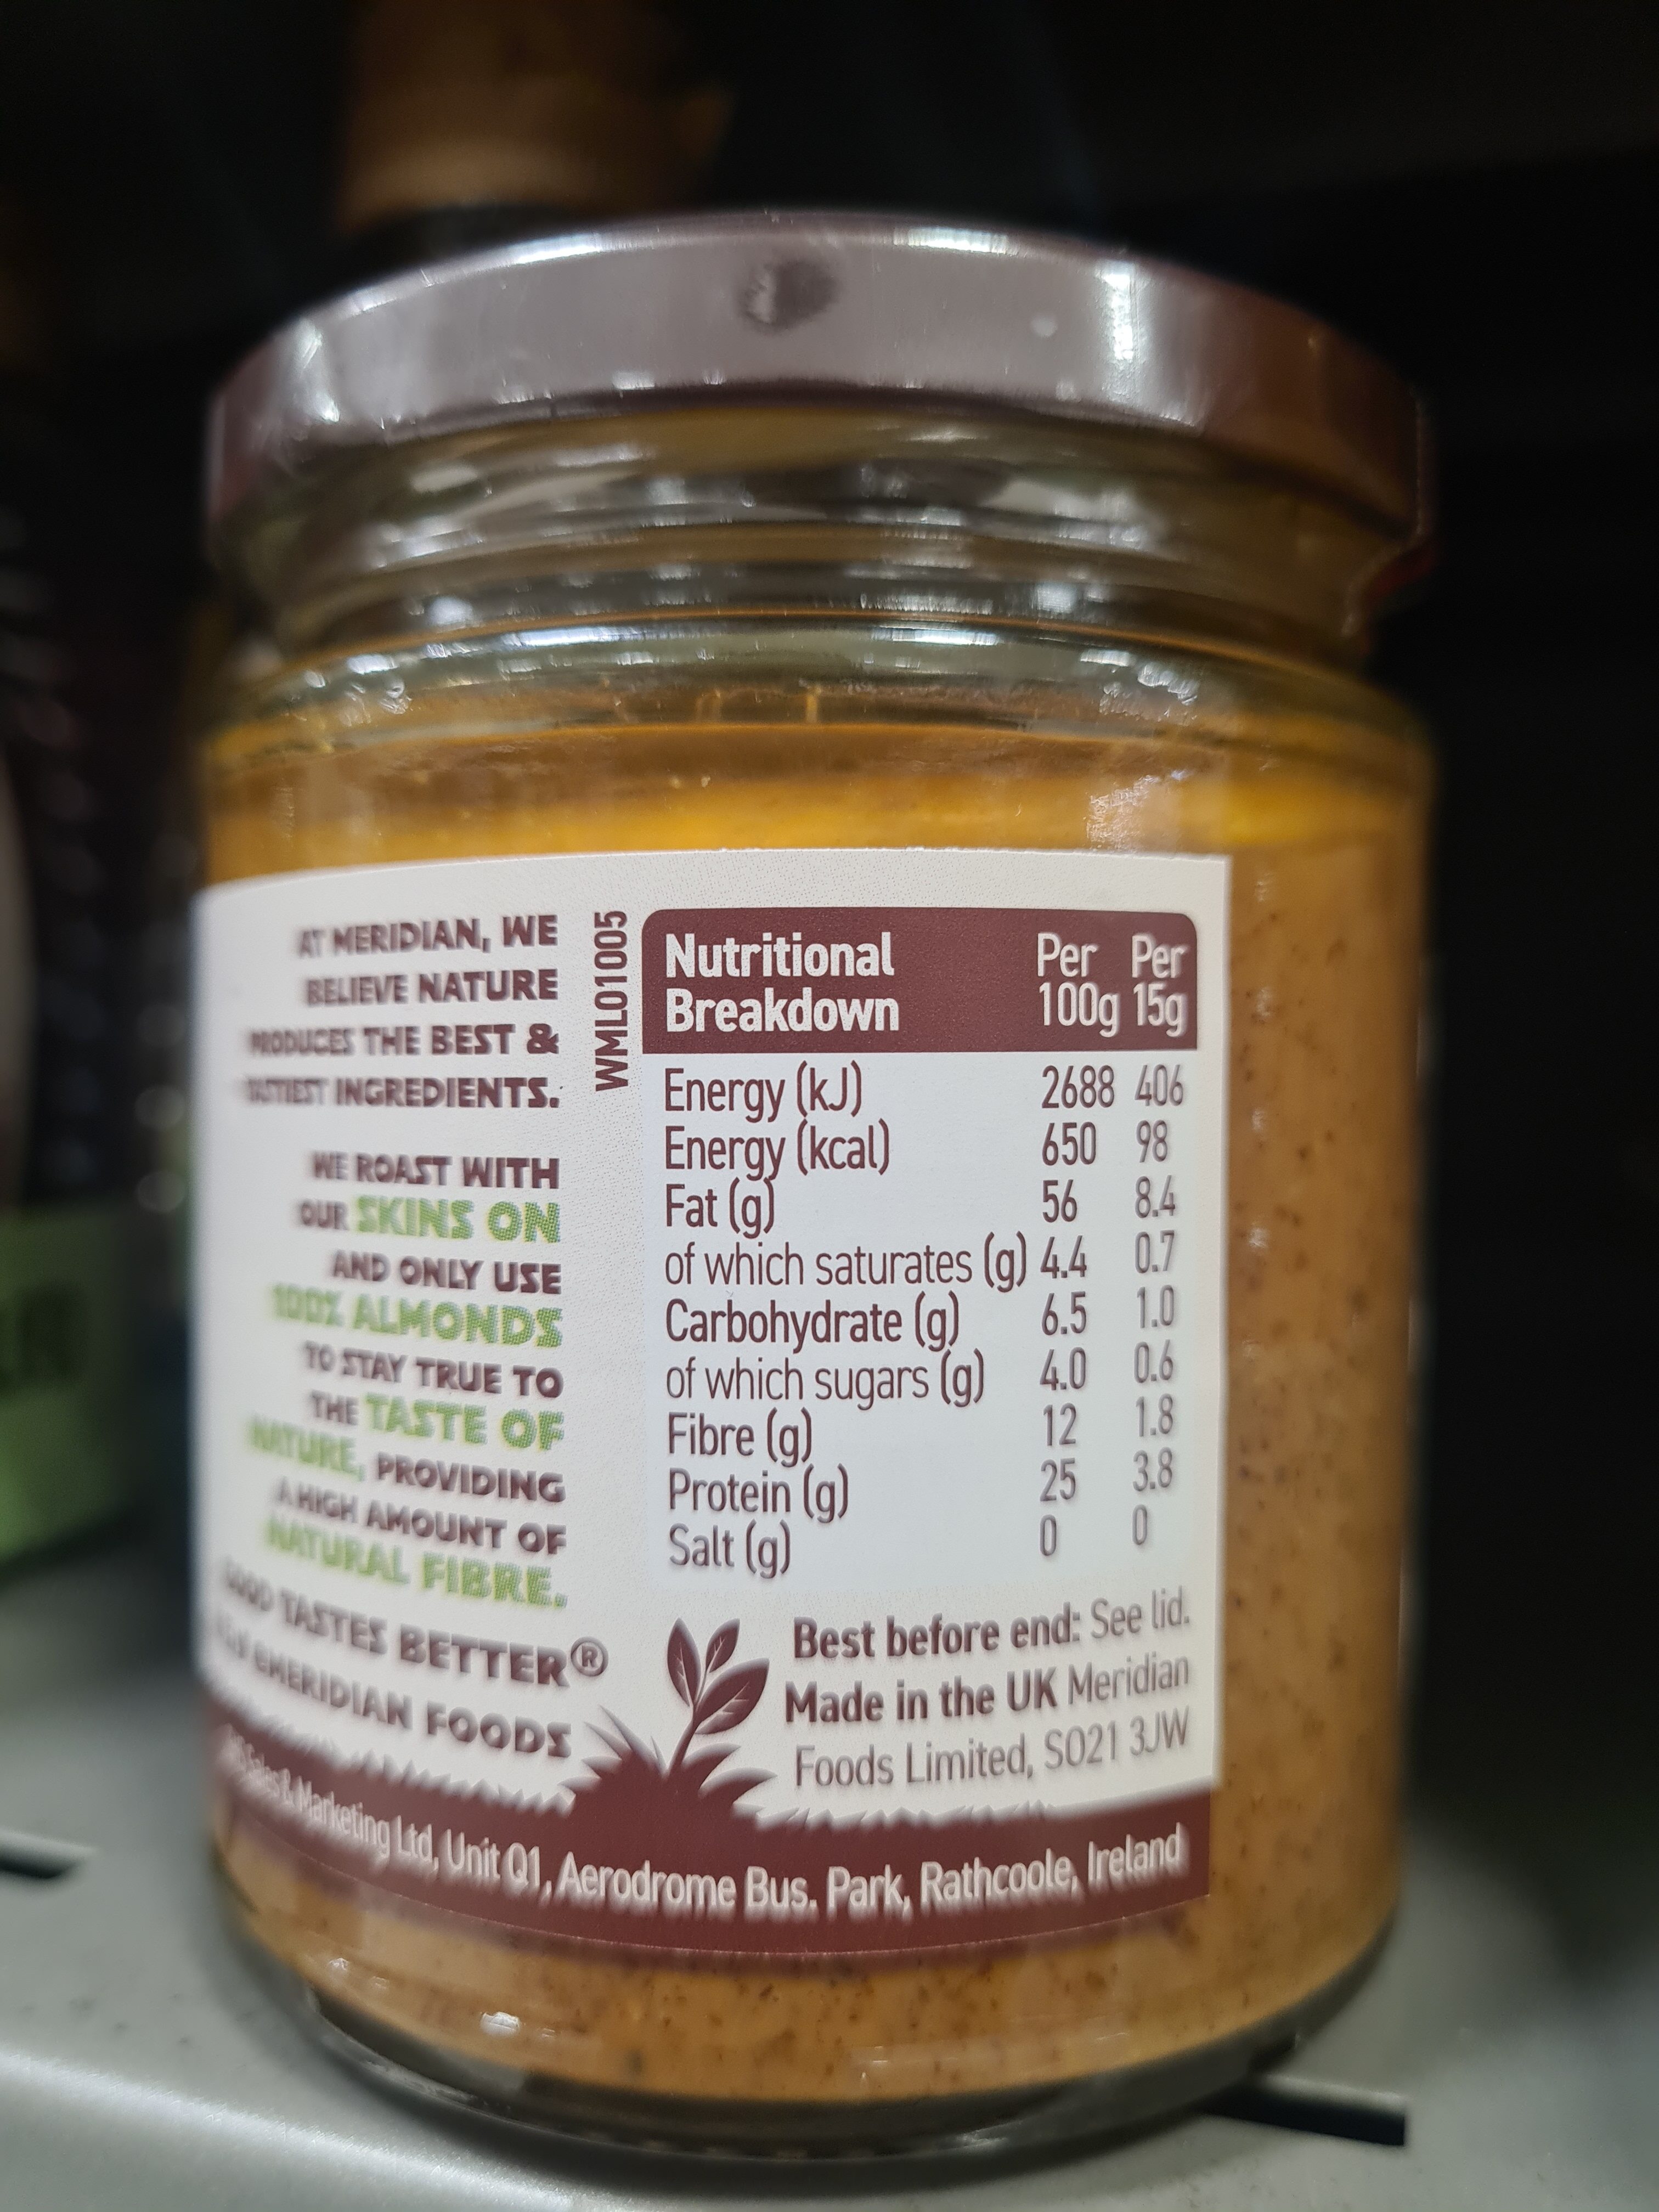 AT MERIDIAN, WE
BELIEVE NATURE
PRODUCES THE BEST &
TASTIEST INGREDIENTS.
WE ROAST WITH
OUR SKINS ON
AND ONLY USE
100% ALMONDS
TO STAY TRUE TO
THE TASTE OF
NATURE, PROVIDING
A HIGH AMOUNT OF
NATURAL FIBRE.
GOOD TASTES BETTER®
@MERIDIAN FOODS
WML01005
Nutritional Breakdown Per 100g Per 15g
Energy (kJ) 2688 406
Energy (kcal) 650 98
Fat (g) 56 8.4
of which saturates (g) 4.4 0.7
Carbohydrate (g) 6.5 1.0
of which sugars (g) 4.0 0.6
Fibre (g) 12 1.8
Protein (g) 25 3.8
Salt (g) 0 0
Best before end: See lid.
Made in the UK Meridian
Foods Limited, SO21 3JW
Sales & Marketing Ltd, Unit Q1, Aerodrome Bus. Park, Rathcoole, Ireland